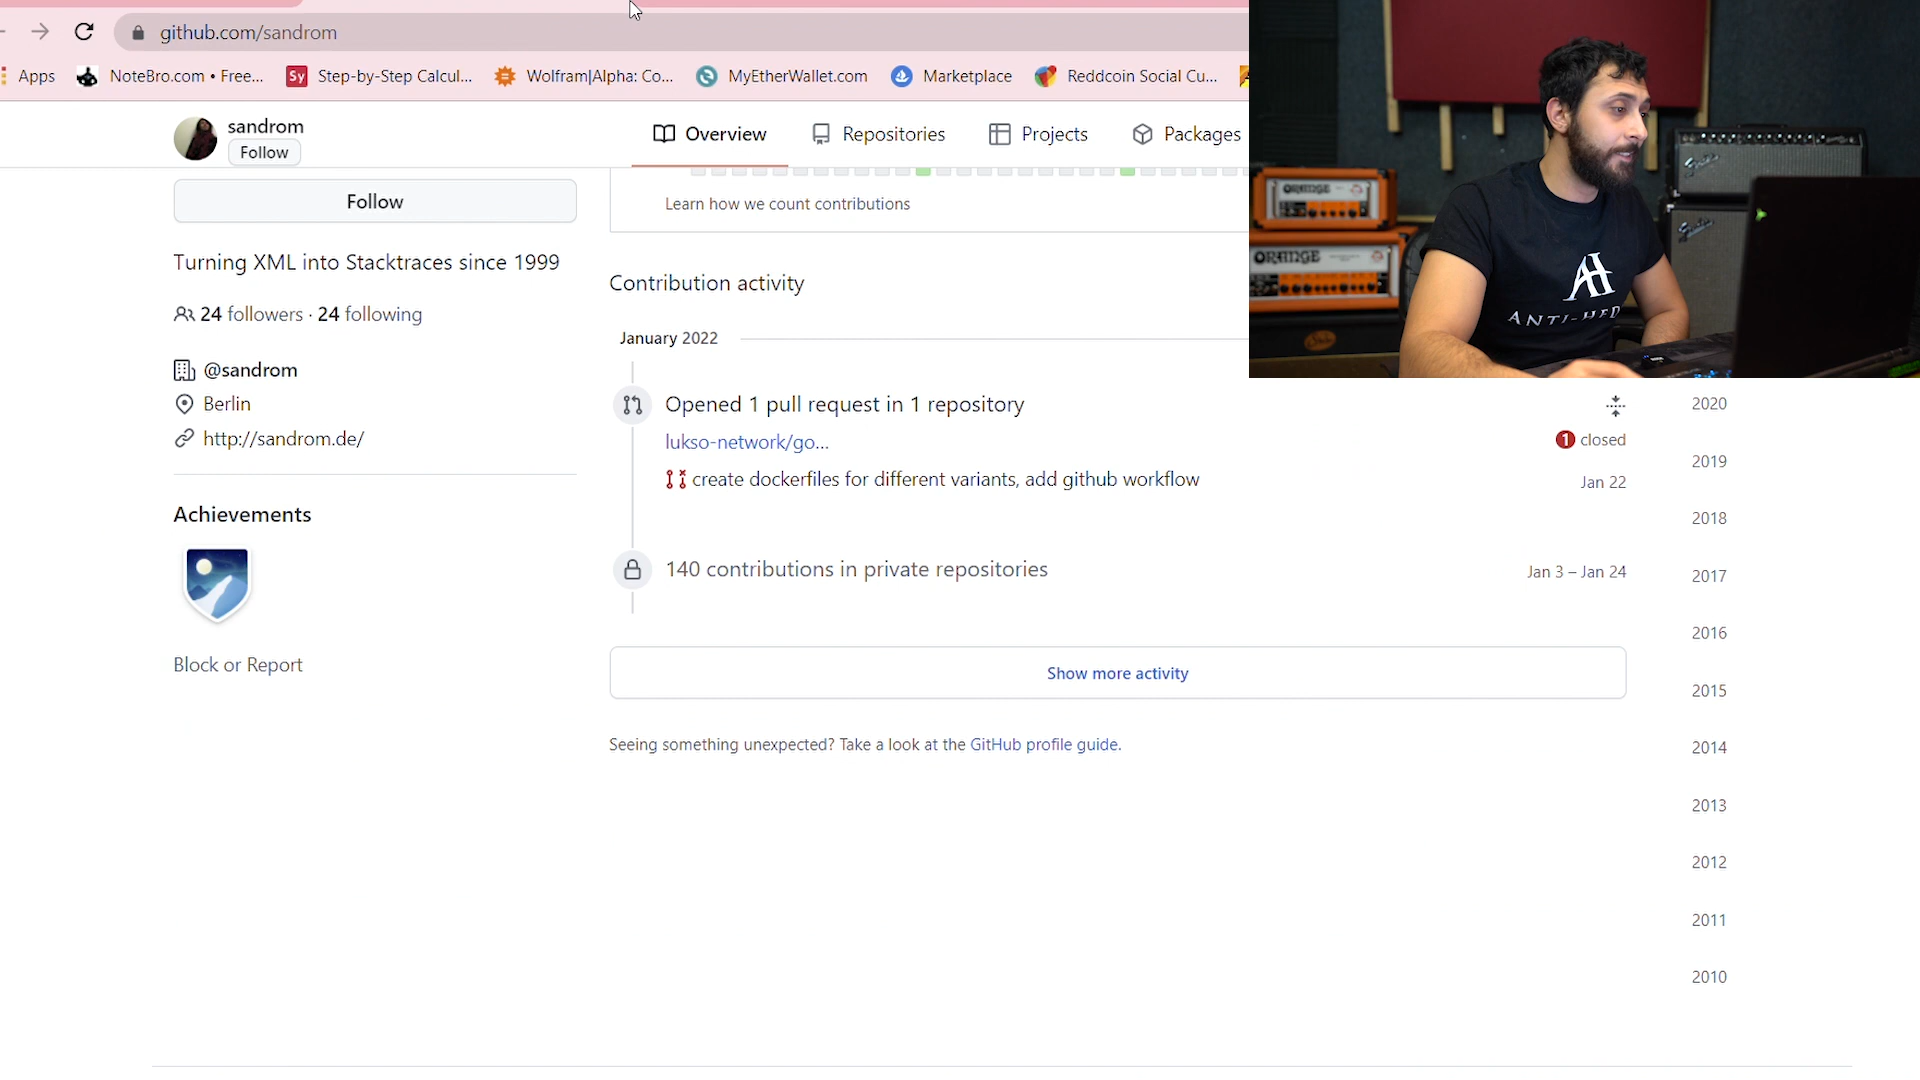 github.com/sandrom
Apps
NoteBro.com • Free...
Sy
Step-by-Step Calcul...
Wolfram|Alpha: Co...
MyEtherWallet.com
Marketplace
Reddcoin Social Cu...
sandrom
Follow
Overview
Repositories
Projects
Packages
Follow
Turning XML into Stacktraces since 1999
24 followers · 24 following
@sandrom
Berlin
http://sandrom.de/
Achievements
Block or Report
Learn how we count contributions
Contribution activity
January 2022
Opened 1 pull request in 1 repository
lukso-network/go...
1 closed
create dockerfiles for different variants, add github workflow
Jan 22
140 contributions in private repositories
Jan 3 – Jan 24
Show more activity
Seeing something unexpected? Take a look at the GitHub profile guide.
2020
2019
2018
2017
2016
2015
2014
2013
2012
2011
2010
ORANGE
ORANGE
Fender
Fender
AH